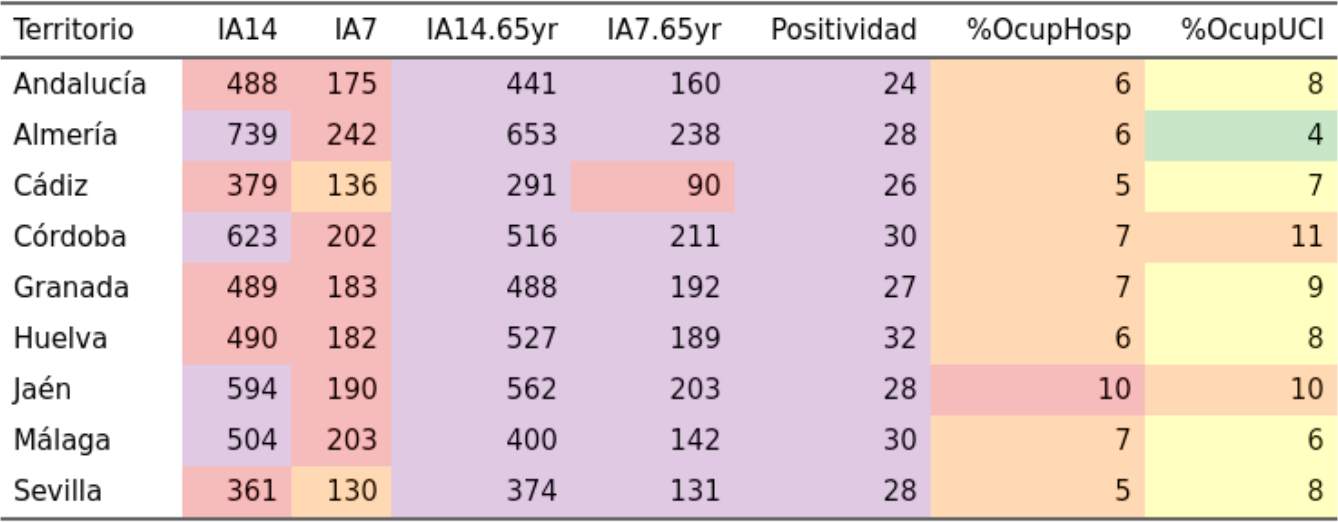 Territorio IA14 IA7 IA14.65yr IA7.65yr Positividad %OcupHosp %OcupUCI
Andalucía 488 175 441 160 24 6 8
Almería 739 242 653 238 28 6 4
Cádiz 379 136 291 90 26 5 7
Córdoba 623 202 516 211 30 7 11
Granada 489 183 488 192 27 7 9
Huelva 490 182 527 189 32 6 8
Jaén 594 190 562 203 28 10 10
Málaga 504 203 400 142 30 7 6
Sevilla 361 130 374 131 28 5 8